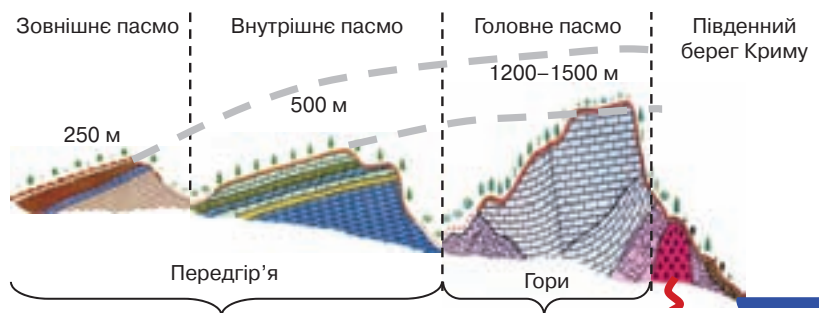 Зовнішнє пасмо
Внутрішнє пасмо
Головне пасмо
Південний
берег Криму
1200–1500 м
500 м
250 м
Передгір’я
Гори